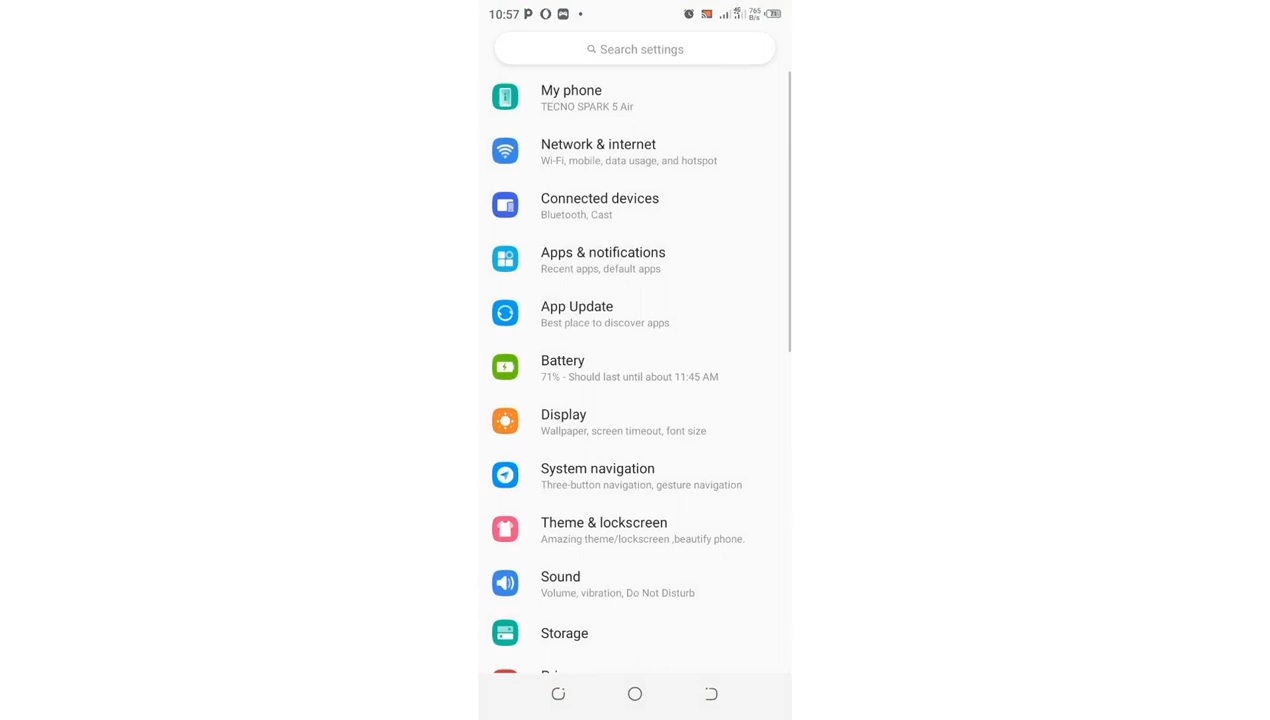 10:57
4G 765 B/s 71
Search settings
My phone
TECNO SPARK 5 Air
Network & internet
Wi-Fi, mobile, data usage, and hotspot
Connected devices
Bluetooth, Cast
Apps & notifications
Recent apps, default apps
App Update
Best place to discover apps
Battery
71% - Should last until about 11:45 AM
Display
Wallpaper, screen timeout, font size
System navigation
Three-button navigation, gesture navigation
Theme & lockscreen
Amazing theme/lockscreen ,beautify phone.
Sound
Volume, vibration, Do Not Disturb
Storage